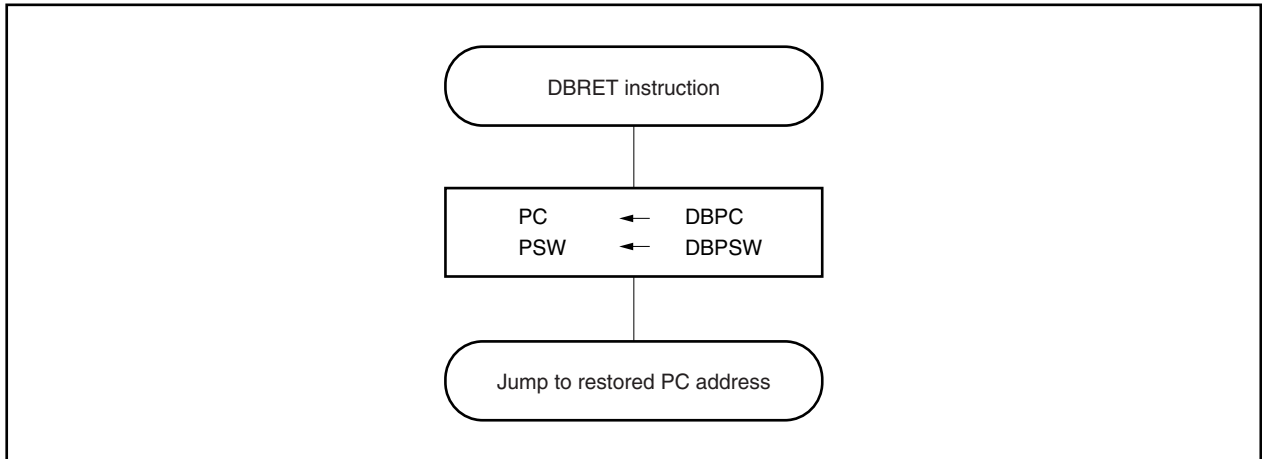 DBRET instruction
PC ← DBPC
PSW ← DBPSW
Jump to restored PC address